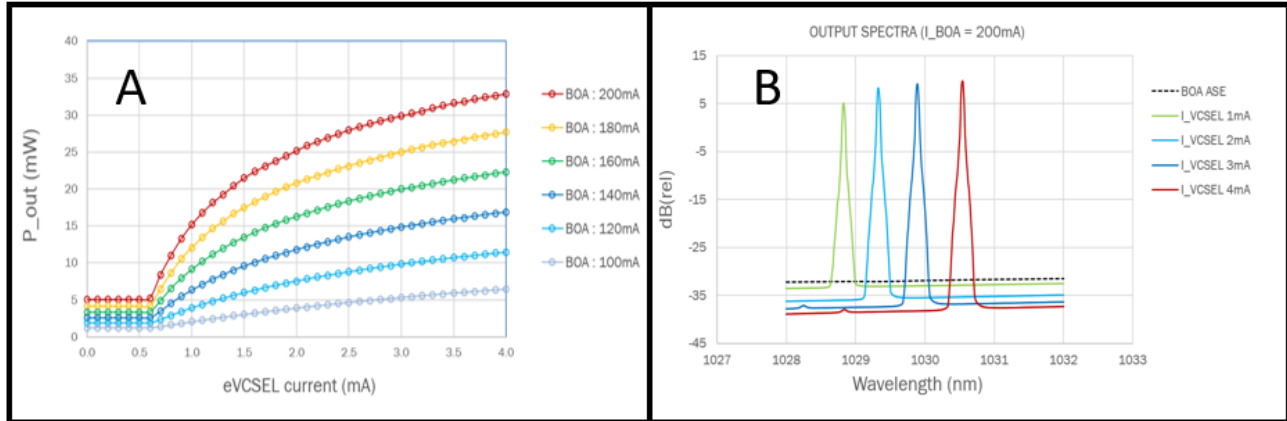 A
P_out (mW)
40
35
30
25
20
15
10
5
0
0.0 0.5 1.0 1.5 2.0 2.5 3.0 3.5 4.0
eVCSEL current (mA)
BOA : 200mA
BOA : 180mA
BOA : 160mA
BOA : 140mA
BOA : 120mA
BOA : 100mA
OUTPUT SPECTRA (I_BOA = 200mA)
B
dB(rel)
15
5
-5
-15
-25
-35
-45
1027 1028 1029 1030 1031 1032 1033
Wavelength (nm)
BOA ASE
I_VCSEL 1mA
I_VCSEL 2mA
I_VCSEL 3mA
I_VCSEL 4mA